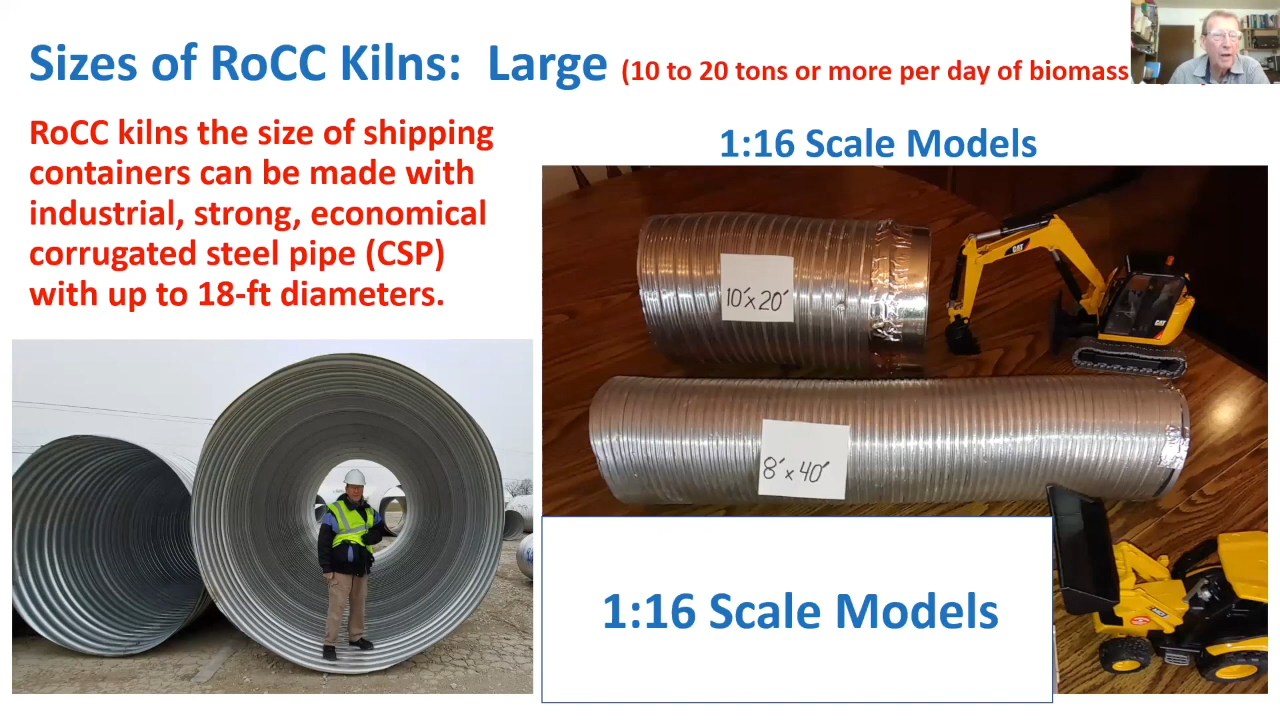 Sizes of RoCC Kilns: Large (10 to 20 tons or more per day of biomass
RoCC kilns the size of shipping
containers can be made with
industrial, strong, economical
corrugated steel pipe (CSP)
with up to 18-ft diameters.
1:16 Scale Models
10'x20'
CAT
CAT
8'x40'
1:16 Scale Models